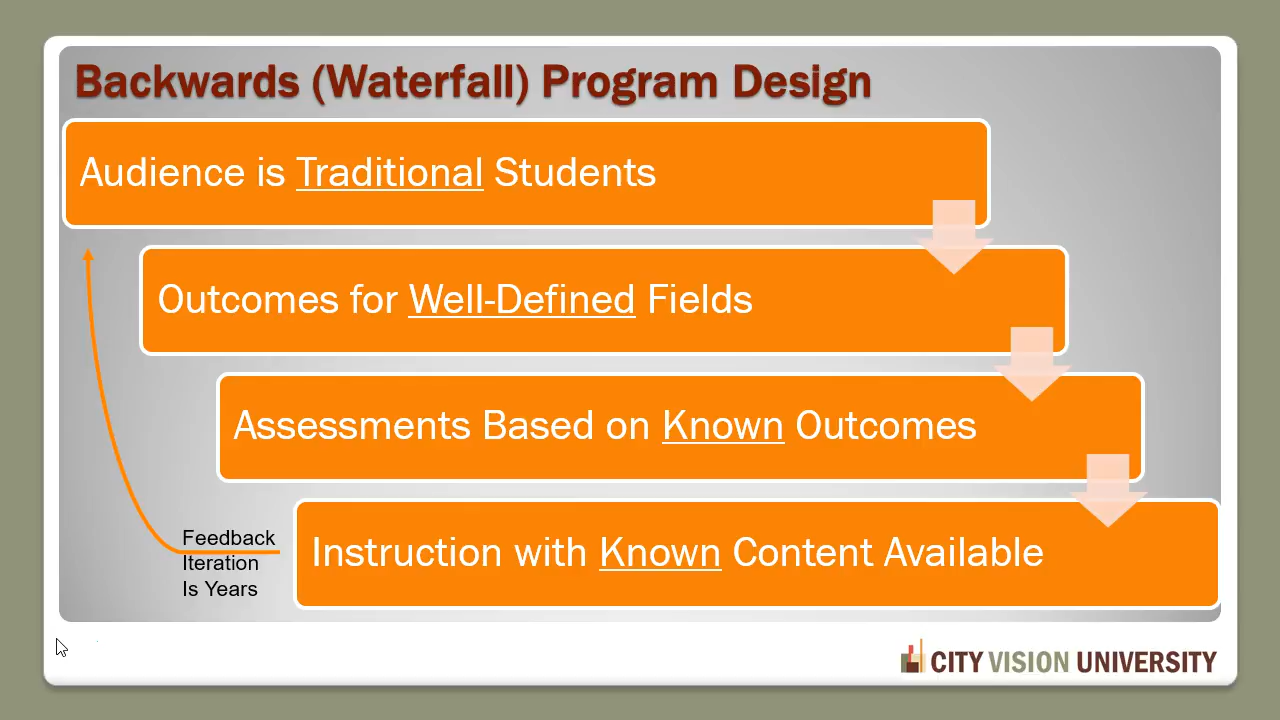 Backwards (Waterfall) Program Design
Audience is Traditional Students
Outcomes for Well-Defined Fields
Assessments Based on Known Outcomes
Instruction with Known Content Available
Feedback
Iteration
Is Years
CITY VISION UNIVERSITY